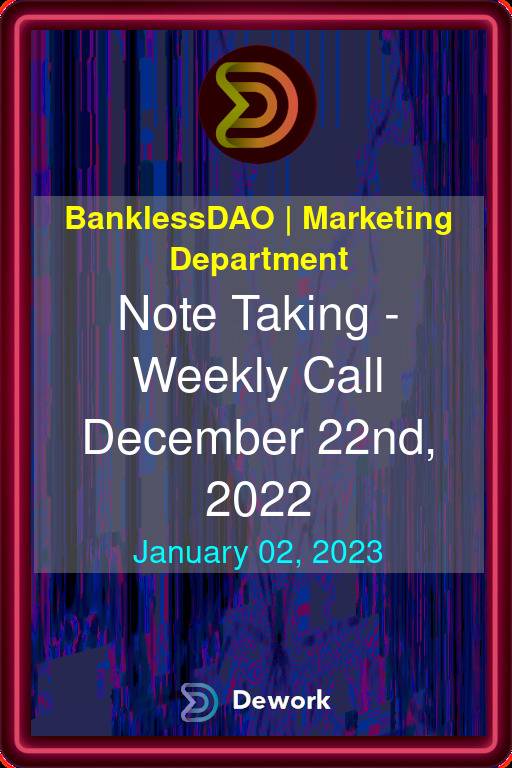 BanklessDAO | Marketing
Department
Note Taking -
Weekly Call
December 22nd,
2022
January 02, 2023
Dework